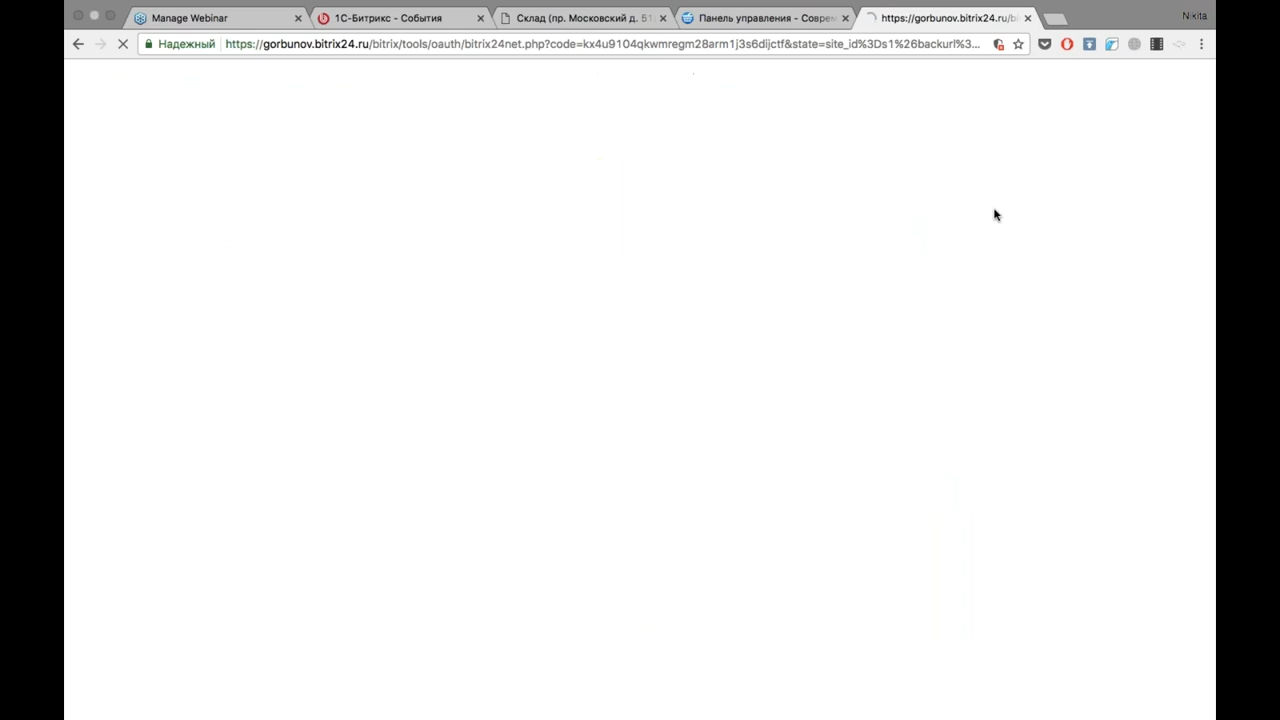 Manage Webinar
1С-Битрикс - События
Склад (пр. Московский д. 51
Панель управления - Соврем
https://gorbunov.bitrix24.ru/bi
Nikita
Надежный
https://gorbunov.bitrix24.ru/bitrix/tools/oauth/bitrix24net.php?code=kx4u9104qkwmregm28arm1j3s6dijctf&state=site_id%3Ds1%26backurl%3...